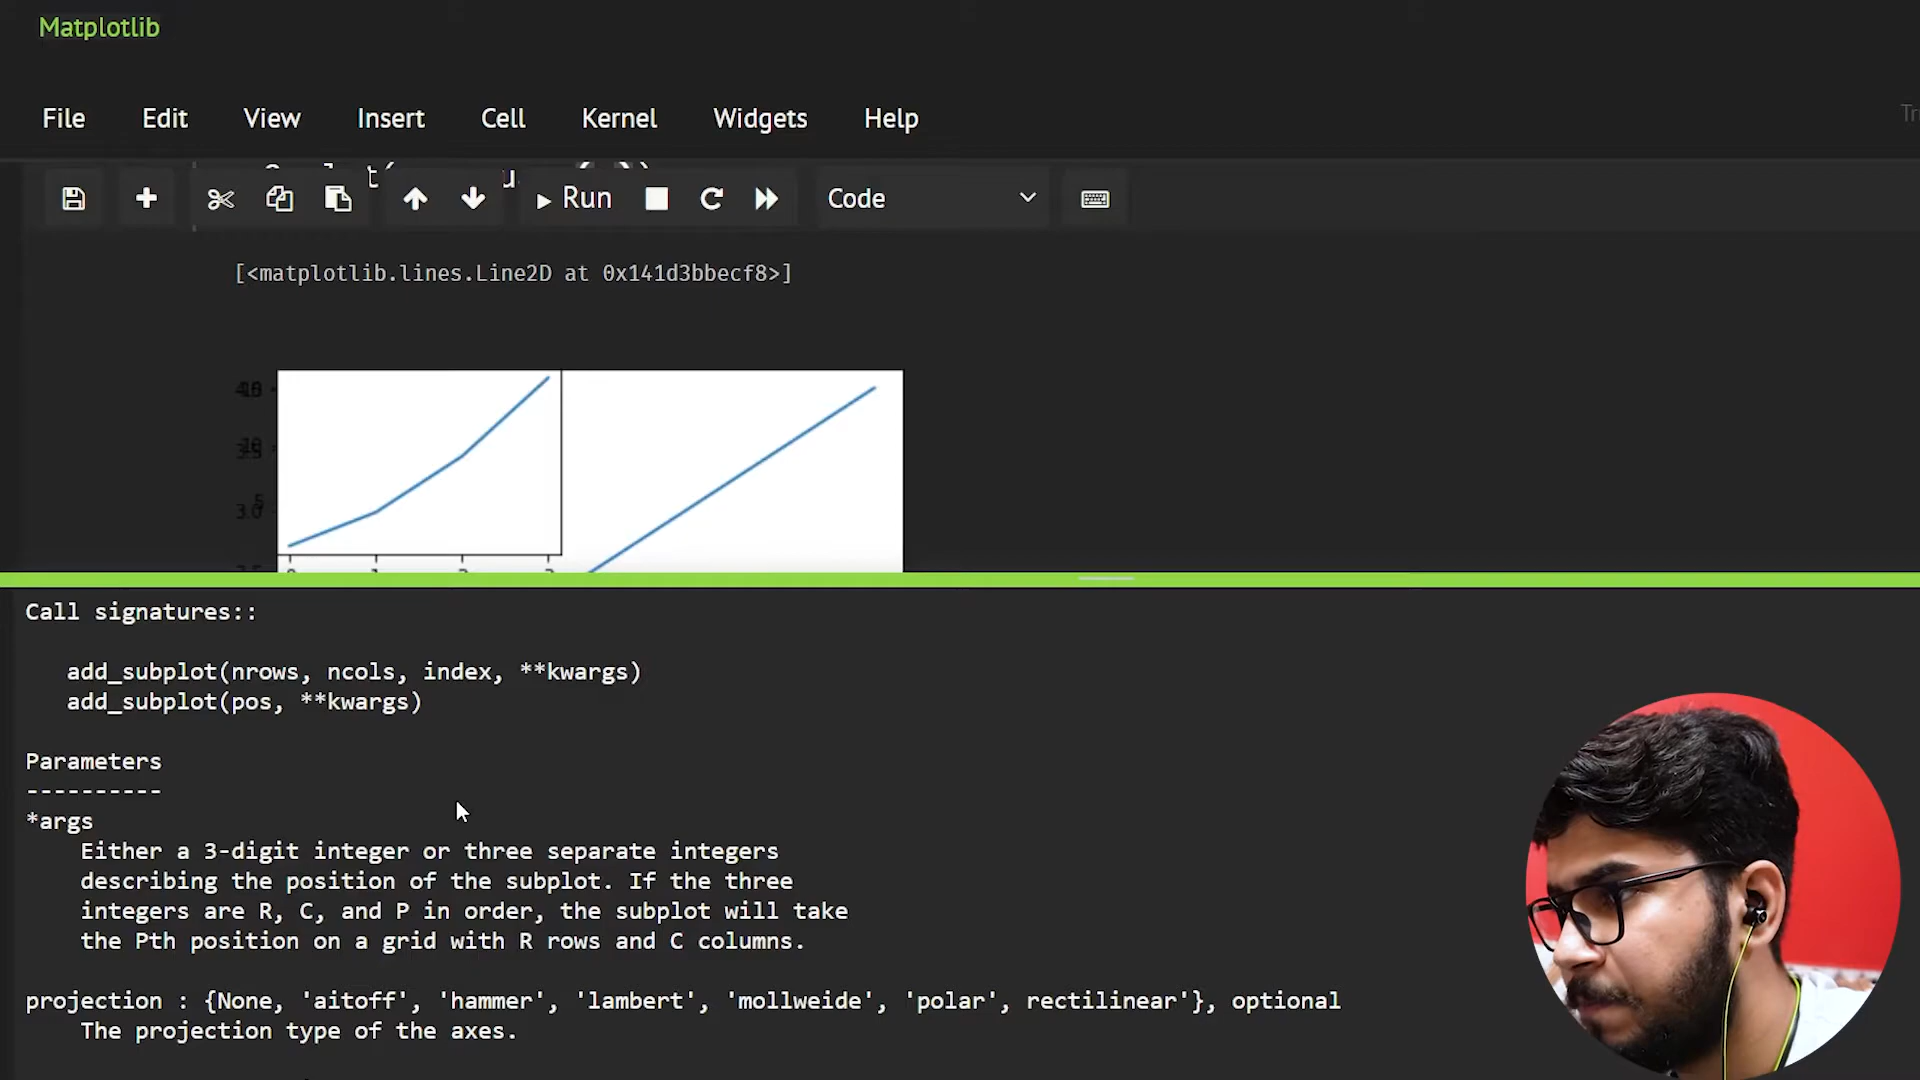 Matplotlib
File Edit View Insert Cell Kernel Widgets Help
Run Code
[<matplotlib.lines.Line2D at 0x141d3bbecf8>]
Call signatures::
add_subplot(nrows, ncols, index, **kwargs)
add_subplot(pos, **kwargs)
Parameters
----------
*args
Either a 3-digit integer or three separate integers
describing the position of the subplot. If the three
integers are R, C, and P in order, the subplot will take
the Pth position on a grid with R rows and C columns.
projection : {None, 'aitoff', 'hammer', 'lambert', 'mollweide', 'polar', rectilinear'}, optional
The projection type of the axes.